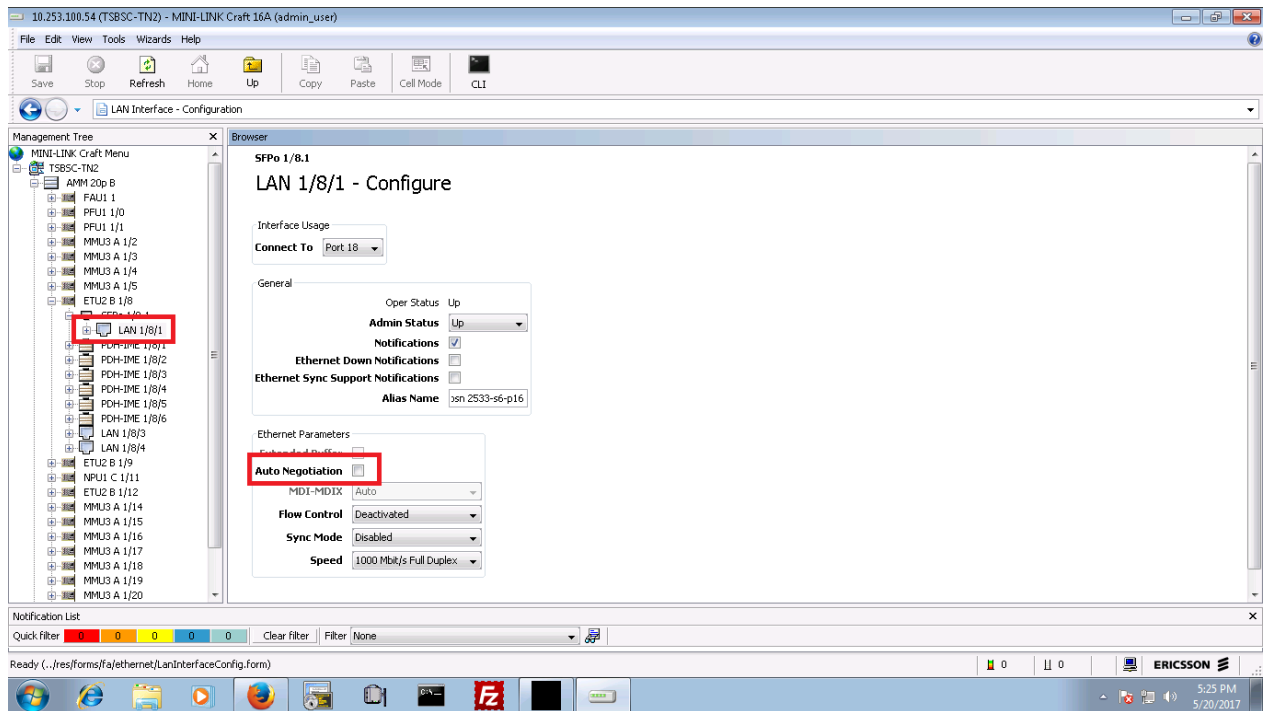 10.253.100.54 (TSBSC-TN2) - MINI-LINK Craft 16A (admin_user)
File Edit View Tools Wizards Help
Save Stop Refresh Home Up Copy Paste Cell Mode CLI
LAN Interface - Configuration
Management Tree
MINI-LINK Craft Menu
TSBSC-TN2
AMM 20p B
FAU1 1
PFU1 1/0
PFU1 1/1
MMU3 A 1/2
MMU3 A 1/3
MMU3 A 1/4
MMU3 A 1/5
ETU2 B 1/8
LAN 1/8/1
PDH-IME 1/8/1
PDH-IME 1/8/2
PDH-IME 1/8/3
PDH-IME 1/8/4
PDH-IME 1/8/5
PDH-IME 1/8/6
LAN 1/8/3
LAN 1/8/4
ETU2 B 1/9
NPU1 C 1/11
ETU2 B 1/12
MMU3 A 1/14
MMU3 A 1/15
MMU3 A 1/16
MMU3 A 1/17
MMU3 A 1/18
MMU3 A 1/19
MMU3 A 1/20
Browser
SFPo 1/8.1
LAN 1/8/1 - Configure
Interface Usage
Connect To Port 18
General
Oper Status Up
Admin Status Up
Notifications
Ethernet Down Notifications
Ethernet Sync Support Notifications
Alias Name osn 2533-s6-p16
Ethernet Parameters
Extended Buffer
Auto Negotiation
MDI-MDIX Auto
Flow Control Deactivated
Sync Mode Disabled
Speed 1000 Mbit/s Full Duplex
Notification List
Quick filter 0 0 0 0 0 Clear filter Filter None
Ready (../res/forms/fa/ethernet/LanInterfaceConfig.form)
0 0 ERICSSON
5:25 PM
5/20/2017